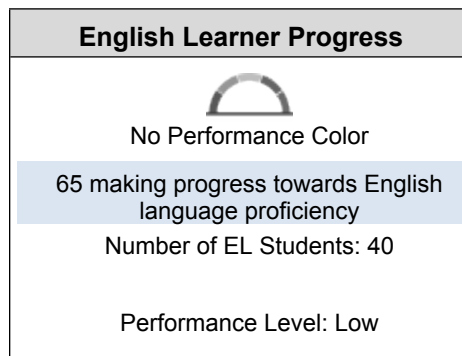 English Learner Progress
No Performance Color
65 making progress towards English
language proficiency
Number of EL Students: 40
Performance Level: Low